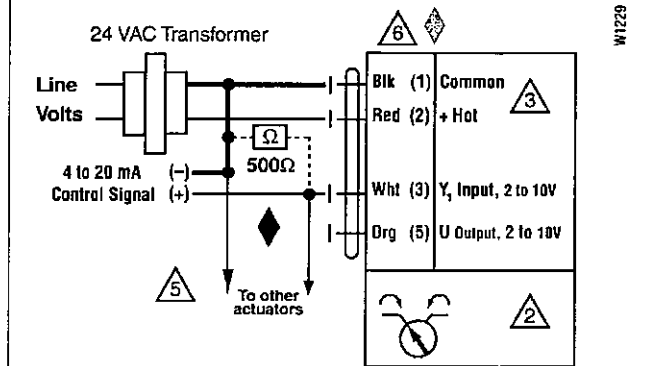 24 VAC Transformer
6
W1229
Line
Volts
Blk (1) Common
3
Red (2) + Hot
Ω
500Ω
4 to 20 mA (−)
Control Signal (+)
Wht (3) Y, Input, 2 to 10V
Org (5) U Output, 2 to 10V
5
To other
actuators
2